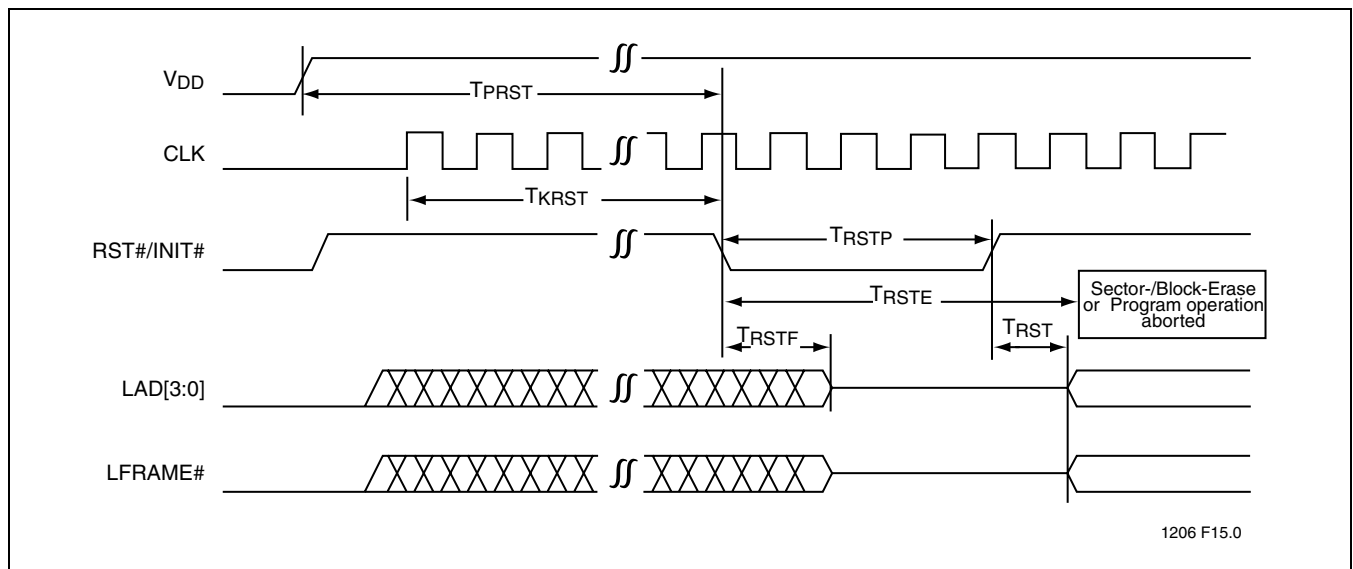 VDD
TPRST
CLK
TKRST
RST#/INIT#
TRSTP
TRSTE
Sector-/Block-Erase
or Program operation
aborted
TRSTF
TRST
LAD[3:0]
LFRAME#
1206 F15.0